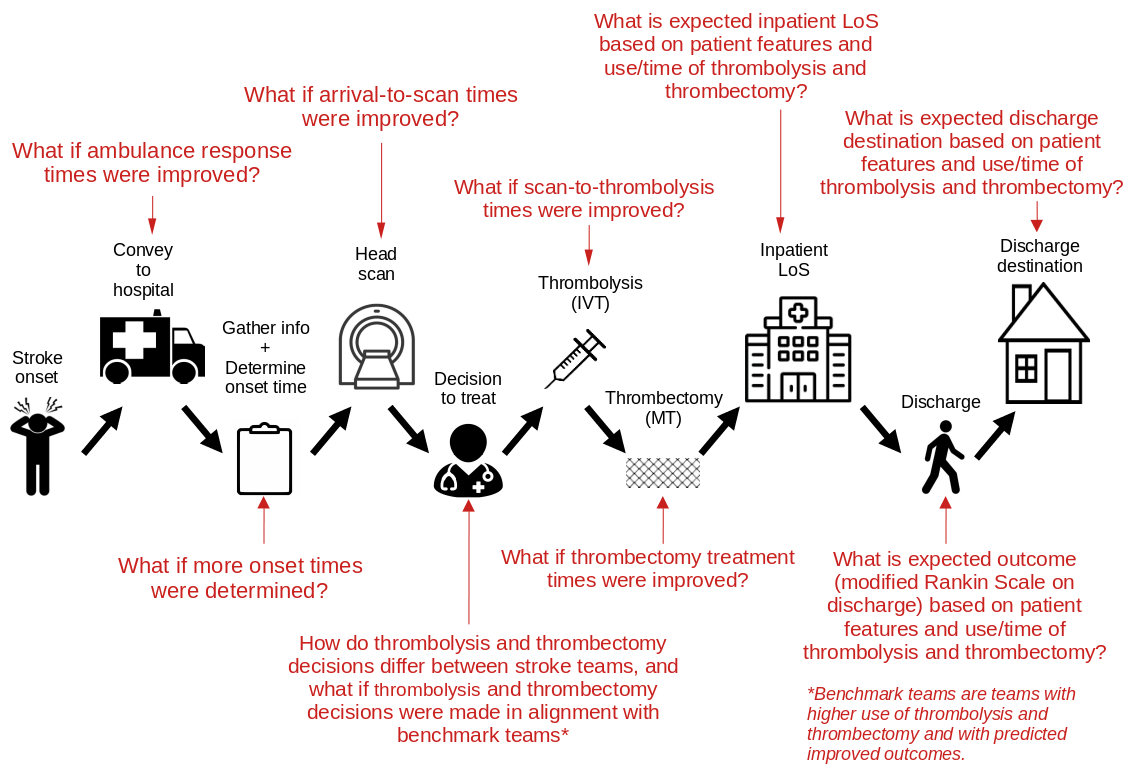 What is expected inpatient LoS
based on patient features and
use/time of thrombolysis and
thrombectomy?
What if arrival-to-scan times
were improved?
What is expected discharge
destination based on patient
features and use/time of
thrombolysis and thrombectomy?
What if ambulance response
times were improved?
What if scan-to-thrombolysis
times were improved?
Convey
to
hospital
Head
scan
Inpatient
LoS
Discharge
destination
Thrombolysis
(IVT)
Gather info
+
Determine
onset time
Stroke
onset
Decision
to treat
Thrombectomy
(MT)
Discharge
What if more onset times
were determined?
What if thrombectomy treatment
times were improved?
What is expected outcome
(modified Rankin Scale on
discharge) based on patient
features and use/time of
thrombolysis and thrombectomy?
How do thrombolysis and thrombectomy
decisions differ between stroke teams, and
what if thrombolysis and thrombectomy
decisions were made in alignment with
benchmark teams*
*Benchmark teams are teams with
higher use of thrombolysis and
thrombectomy and with predicted
improved outcomes.